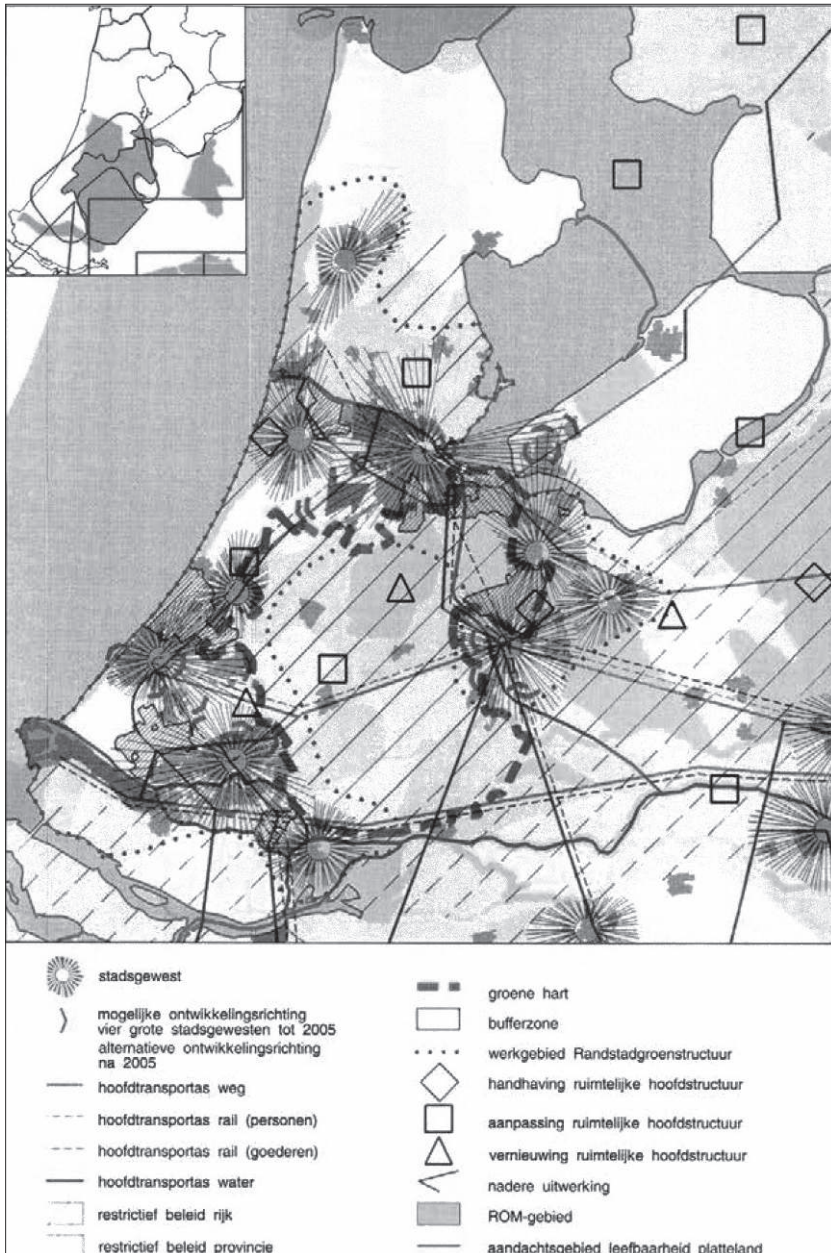 stadsgewest
mogelijke ontwikkelingsrichting
vier grote stadsgewesten tot 2005
alternatieve ontwikkelingsrichting
na 2005
hoofdtransportas weg
hoofdtransportas rail (personen)
hoofdtransportas rail (goederen)
hoofdtransportas water
restrictief beleid rijk
restrictief beleid provincie
groene hart
bufferzone
werkgebied Randstadgroenstructuur
handhaving ruimtelijke hoofdstructuur
aanpassing ruimtelijke hoofdstructuur
vernieuwing ruimtelijke hoofdstructuur
nadere uitwerking
ROM-gebied
aandachtsgebied leefbaarheid platteland